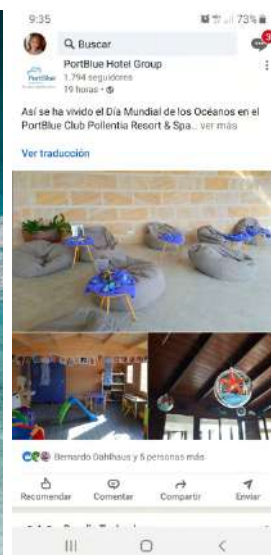 9:35
73%
Buscar
3
PortBlue Hotel Group
PortBlue
1.794 seguidores
19 horas •
Así se ha vivido el Día Mundial de los Océanos en el
PortBlue Club Pollentia Resort & Spa... ver más
Ver traducción
Bernardo Dahlhaus y 5 personas más
Recomendar
Comentar
Compartir
Enviar